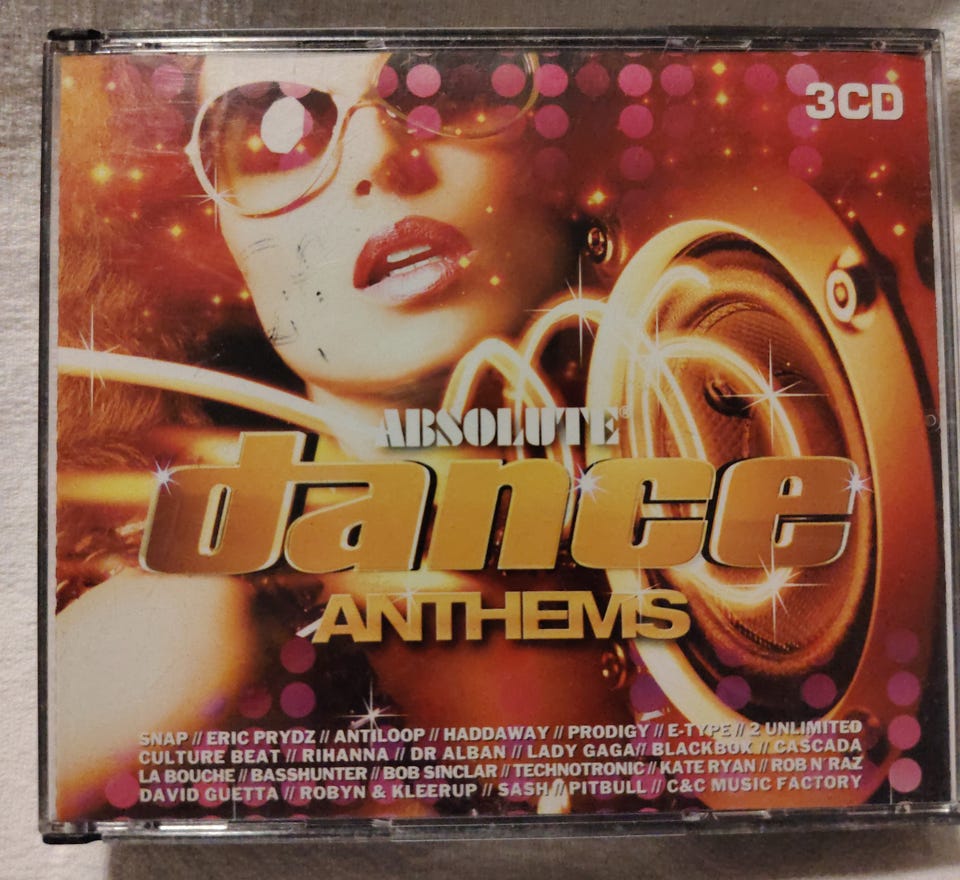 3CD
ABSOLUTE®
dance
ANTHEMS
SNAP // ERIC PRYDZ // ANTILOOP // HADDAWAY // PRODIGY // E-TYPE // 2 UNLIMITED
CULTURE BEAT // RIHANNA // DR ALBAN // LADY GAGA// BLACKBOX // CASCADA
LA BOUCHE // BASSHUNTER // BOB SINCLAR // TECHNOTRONIC // KATE RYAN // ROB N' RAZ
DAVID GUETTA // ROBYN & KLEERUP // SASH // PITBULL // C&C MUSIC FACTORY